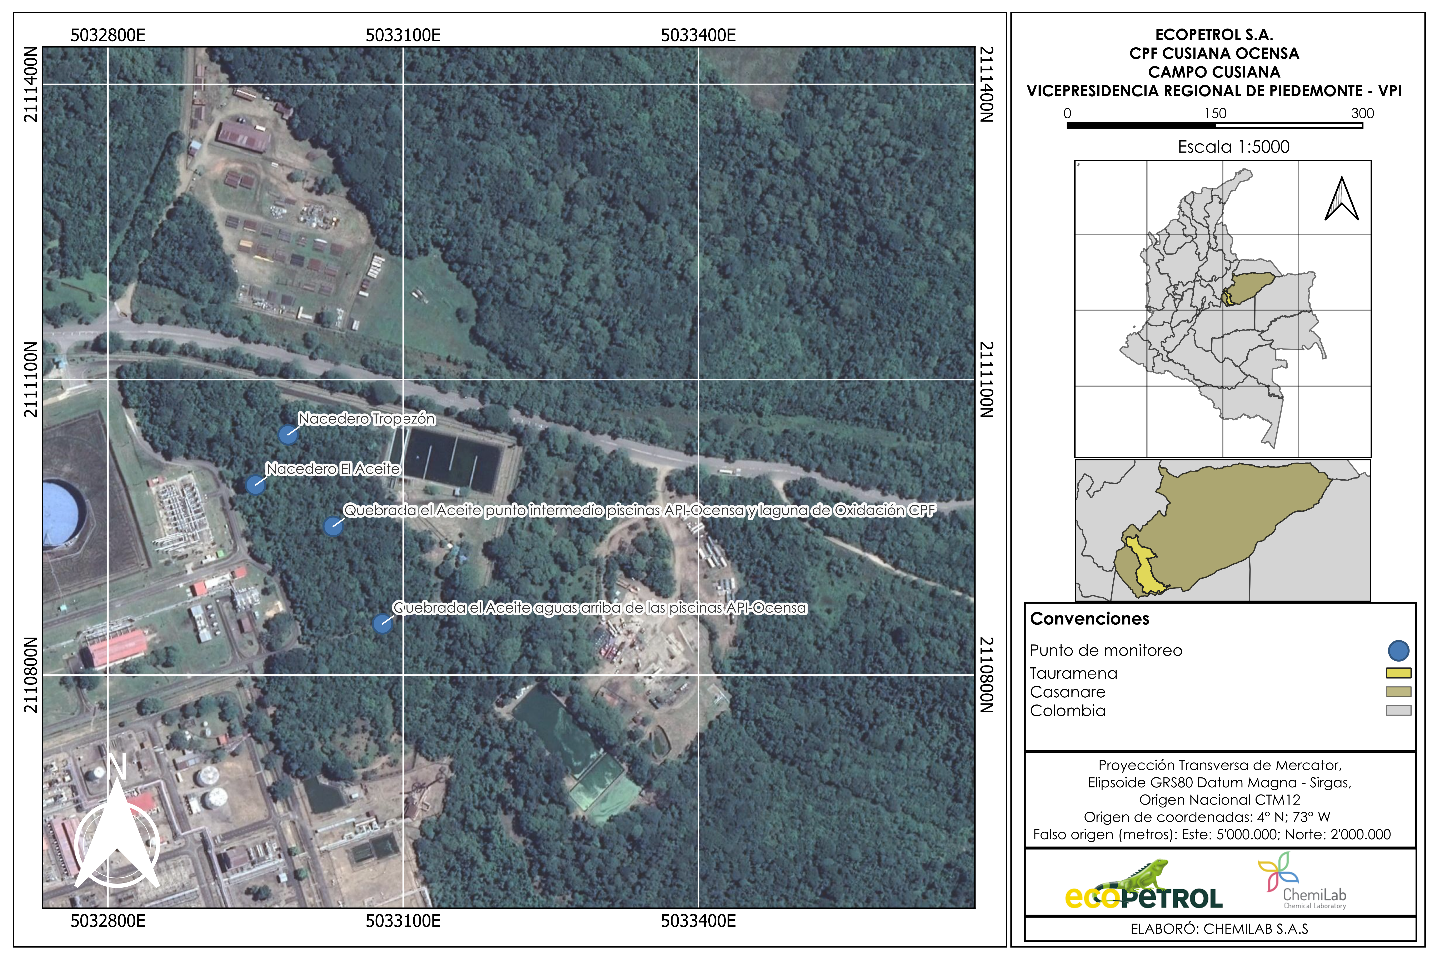 5032800E 5033100E 5033400E
2111400N 2111400N
2111100N 2111100N
Nacedero Tropezón
Nacedero El Aceite
Quebrada el Aceite punto intermedio piscinas API-Ocensa y laguna de Oxidación CPF
Quebrada el Aceite aguas arriba de las piscinas API-Ocensa
2110800N 2110800N
N
5032800E 5033100E 5033400E
ECOPETROL S.A.
CPF CUSIANA OCENSA
CAMPO CUSIANA
VICEPRESIDENCIA REGIONAL DE PIEDEMONTE - VPI
0 150 300
Escala 1:5000
Convenciones
Punto de monitoreo
Tauramena
Casanare
Colombia
Proyección Transversa de Mercator,
Elipsoide GRS80 Datum Magna - Sirgas,
Origen Nacional CTM12
Origen de coordenadas: 4° N; 73° W
Falso origen (metros): Este: 5'000.000; Norte: 2'000.000
ecoPETROL
ChemiLab
Chemical Laboratory
ELABORÓ: CHEMILAB S.A.S